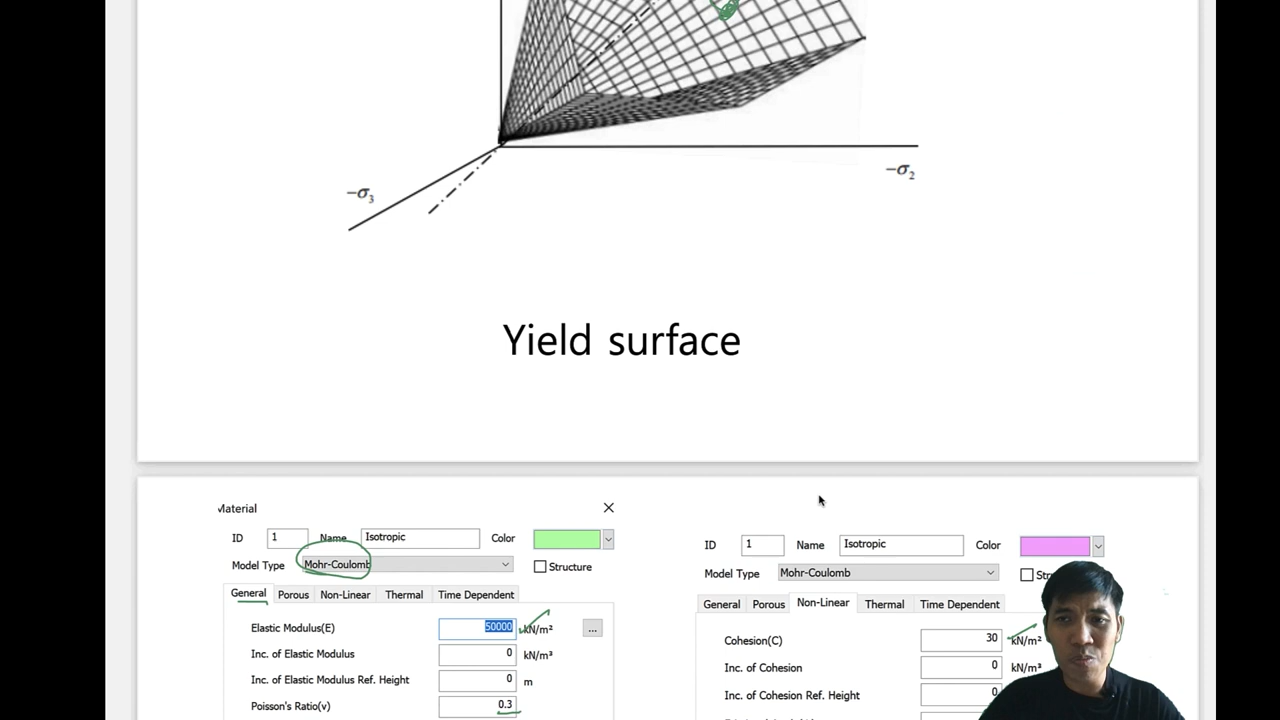 -σ3
-σ2
Yield surface
Material
ID 1 Name Isotropic Color
Model Type Mohr-Coulomb Structure
General Porous Non-Linear Thermal Time Dependent
Elastic Modulus(E) 50000 kN/m² ...
Inc. of Elastic Modulus 0 kN/m³
Inc. of Elastic Modulus Ref. Height 0 m
Poisson's Ratio(ν) 0.3
ID 1 Name Isotropic Color
Model Type Mohr-Coulomb
General Porous Non-Linear Thermal Time Dependent
Cohesion(C) 30 kN/m²
Inc. of Cohesion 0 kN/m³
Inc. of Cohesion Ref. Height 0